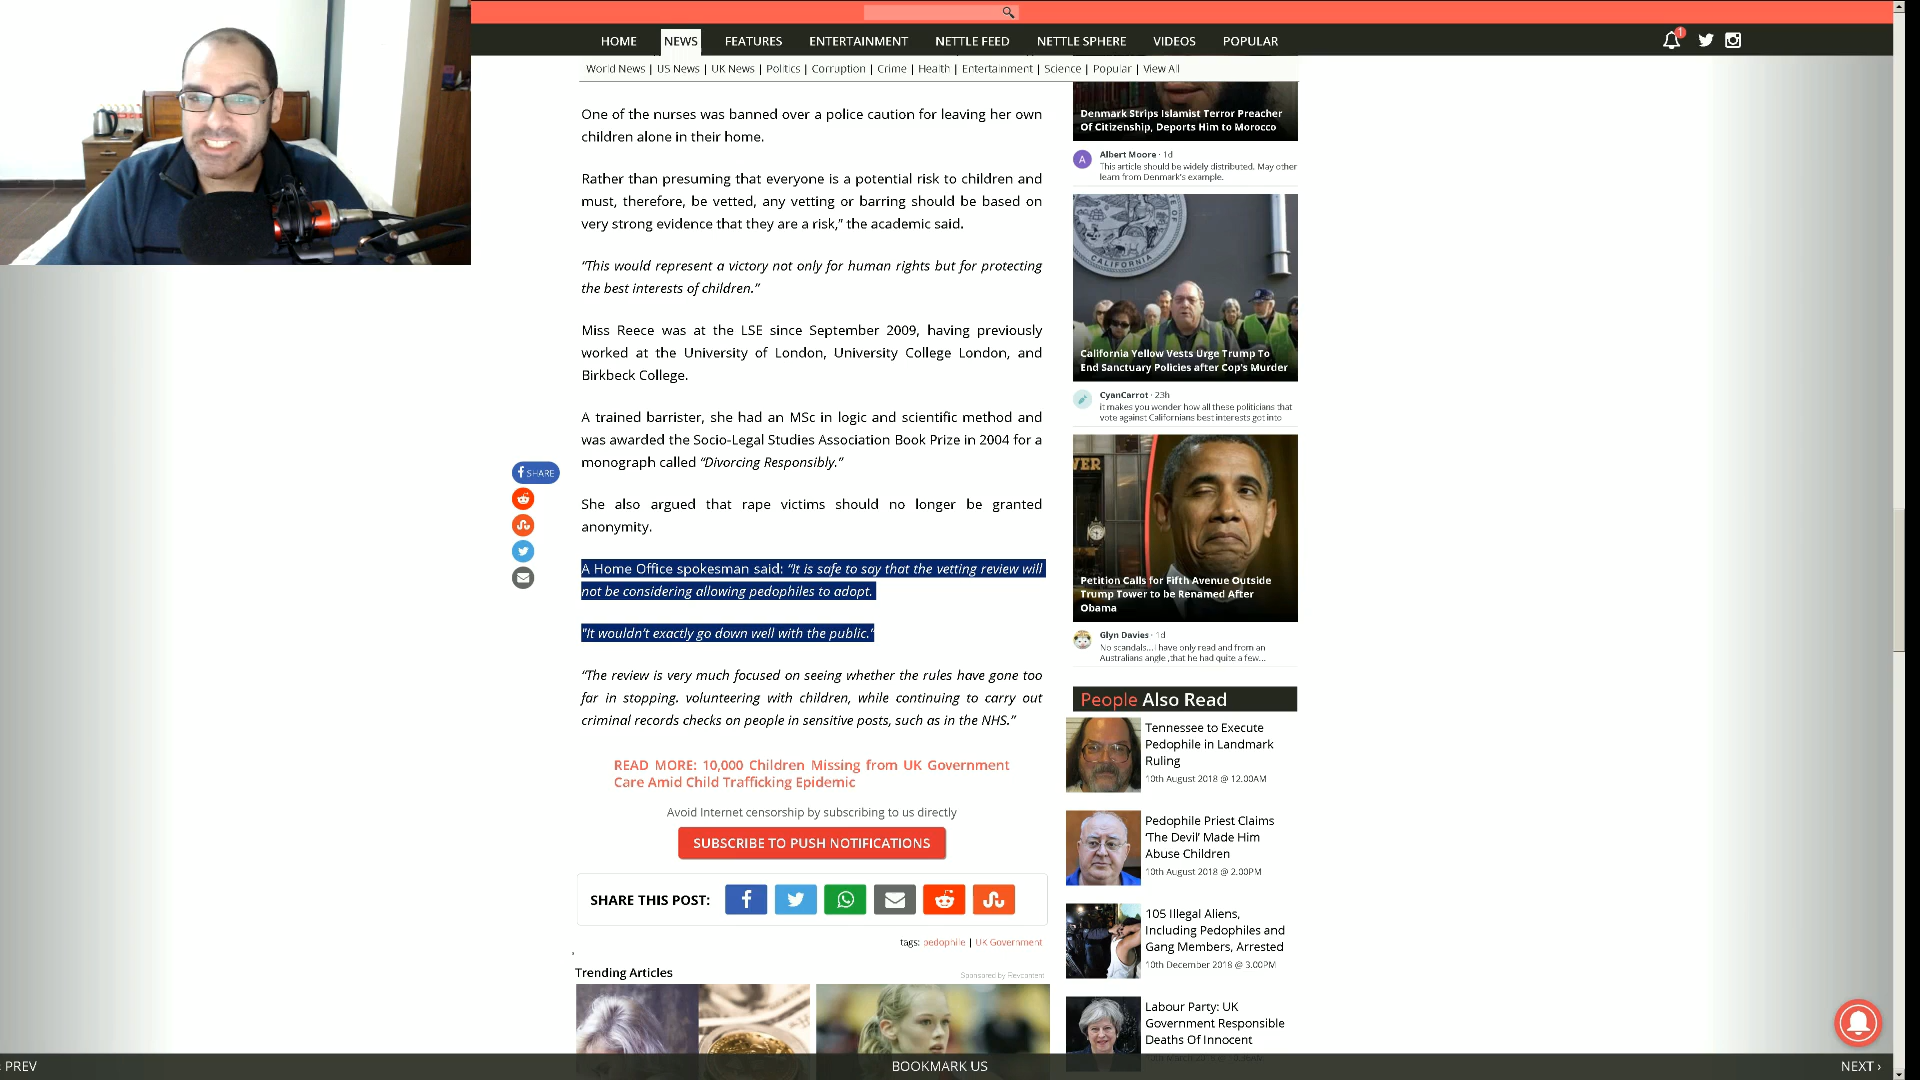 HOME NEWS FEATURES ENTERTAINMENT NETTLE FEED NETTLE SPHERE VIDEOS POPULAR
1
World News | US News | UK News | Politics | Corruption | Crime | Health | Entertainment | Science | Popular | View All
One of the nurses was banned over a police caution for leaving her own
children alone in their home.
Rather than presuming that everyone is a potential risk to children and
must, therefore, be vetted, any vetting or barring should be based on
very strong evidence that they are a risk,” the academic said.
“This would represent a victory not only for human rights but for protecting
the best interests of children.”
Miss Reece was at the LSE since September 2009, having previously
worked at the University of London, University College London, and
Birkbeck College.
A trained barrister, she had an MSc in logic and scientific method and
was awarded the Socio-Legal Studies Association Book Prize in 2004 for a
monograph called “Divorcing Responsibly.”
She also argued that rape victims should no longer be granted
anonymity.
A Home Office spokesman said: “It is safe to say that the vetting review will
not be considering allowing pedophiles to adopt.
"It wouldn’t exactly go down well with the public.”
“The review is very much focused on seeing whether the rules have gone too
far in stopping. volunteering with children, while continuing to carry out
criminal records checks on people in sensitive posts, such as in the NHS.”
READ MORE: 10,000 Children Missing from UK Government
Care Amid Child Trafficking Epidemic
Avoid Internet censorship by subscribing to us directly
SUBSCRIBE TO PUSH NOTIFICATIONS
SHARE THIS POST:
tags: pedophile | UK Government
Trending Articles
Sponsored by Revcontent
f SHARE
Denmark Strips Islamist Terror Preacher
Of Citizenship, Deports Him to Morocco
A
Albert Moore · 1d
This article should be widely distributed. May other
learn from Denmark's example.
CALIFORNIA
California Yellow Vests Urge Trump To
End Sanctuary Policies after Cop's Murder
CyanCarrot · 23h
it makes you wonder how all these politicians that
vote against Californians best interests got into
VER
Petition Calls for Fifth Avenue Outside
Trump Tower to be Renamed After
Obama
Glyn Davies · 1d
No scandals...I have only read and from an
Australians angle ,that he had quite a few...
People Also Read
Tennessee to Execute
Pedophile in Landmark
Ruling
10th August 2018 @ 12.00AM
Pedophile Priest Claims
'The Devil' Made Him
Abuse Children
10th August 2018 @ 2.00PM
105 Illegal Aliens,
Including Pedophiles and
Gang Members, Arrested
10th December 2018 @ 3.00PM
Labour Party: UK
Government Responsible
Deaths Of Innocent
PREV
BOOKMARK US
NEXT ›